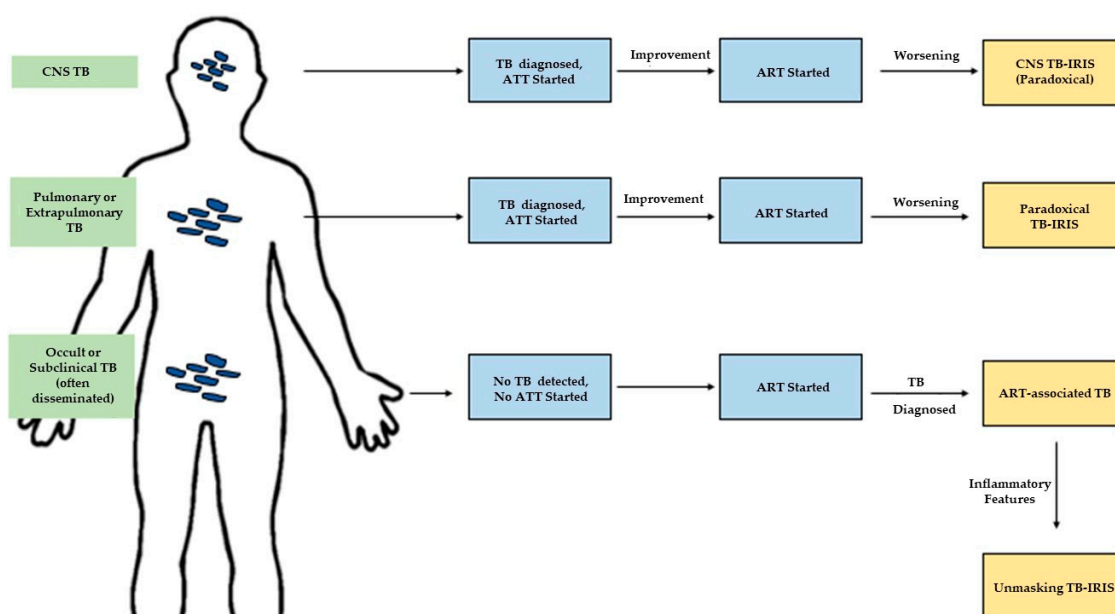 CNS TB
TB diagnosed,
ATT Started
Improvement
ART Started
Worsening
CNS TB-IRIS
(Paradoxical)
Pulmonary or
Extrapulmonary
TB
TB diagnosed,
ATT Started
Improvement
ART Started
Worsening
Paradoxical
TB-IRIS
Occult or
Subclinical TB
(often
disseminated)
No TB detected,
No ATT Started
ART Started
TB
Diagnosed
ART-associated TB
Inflammatory
Features
Unmasking TB-IRIS